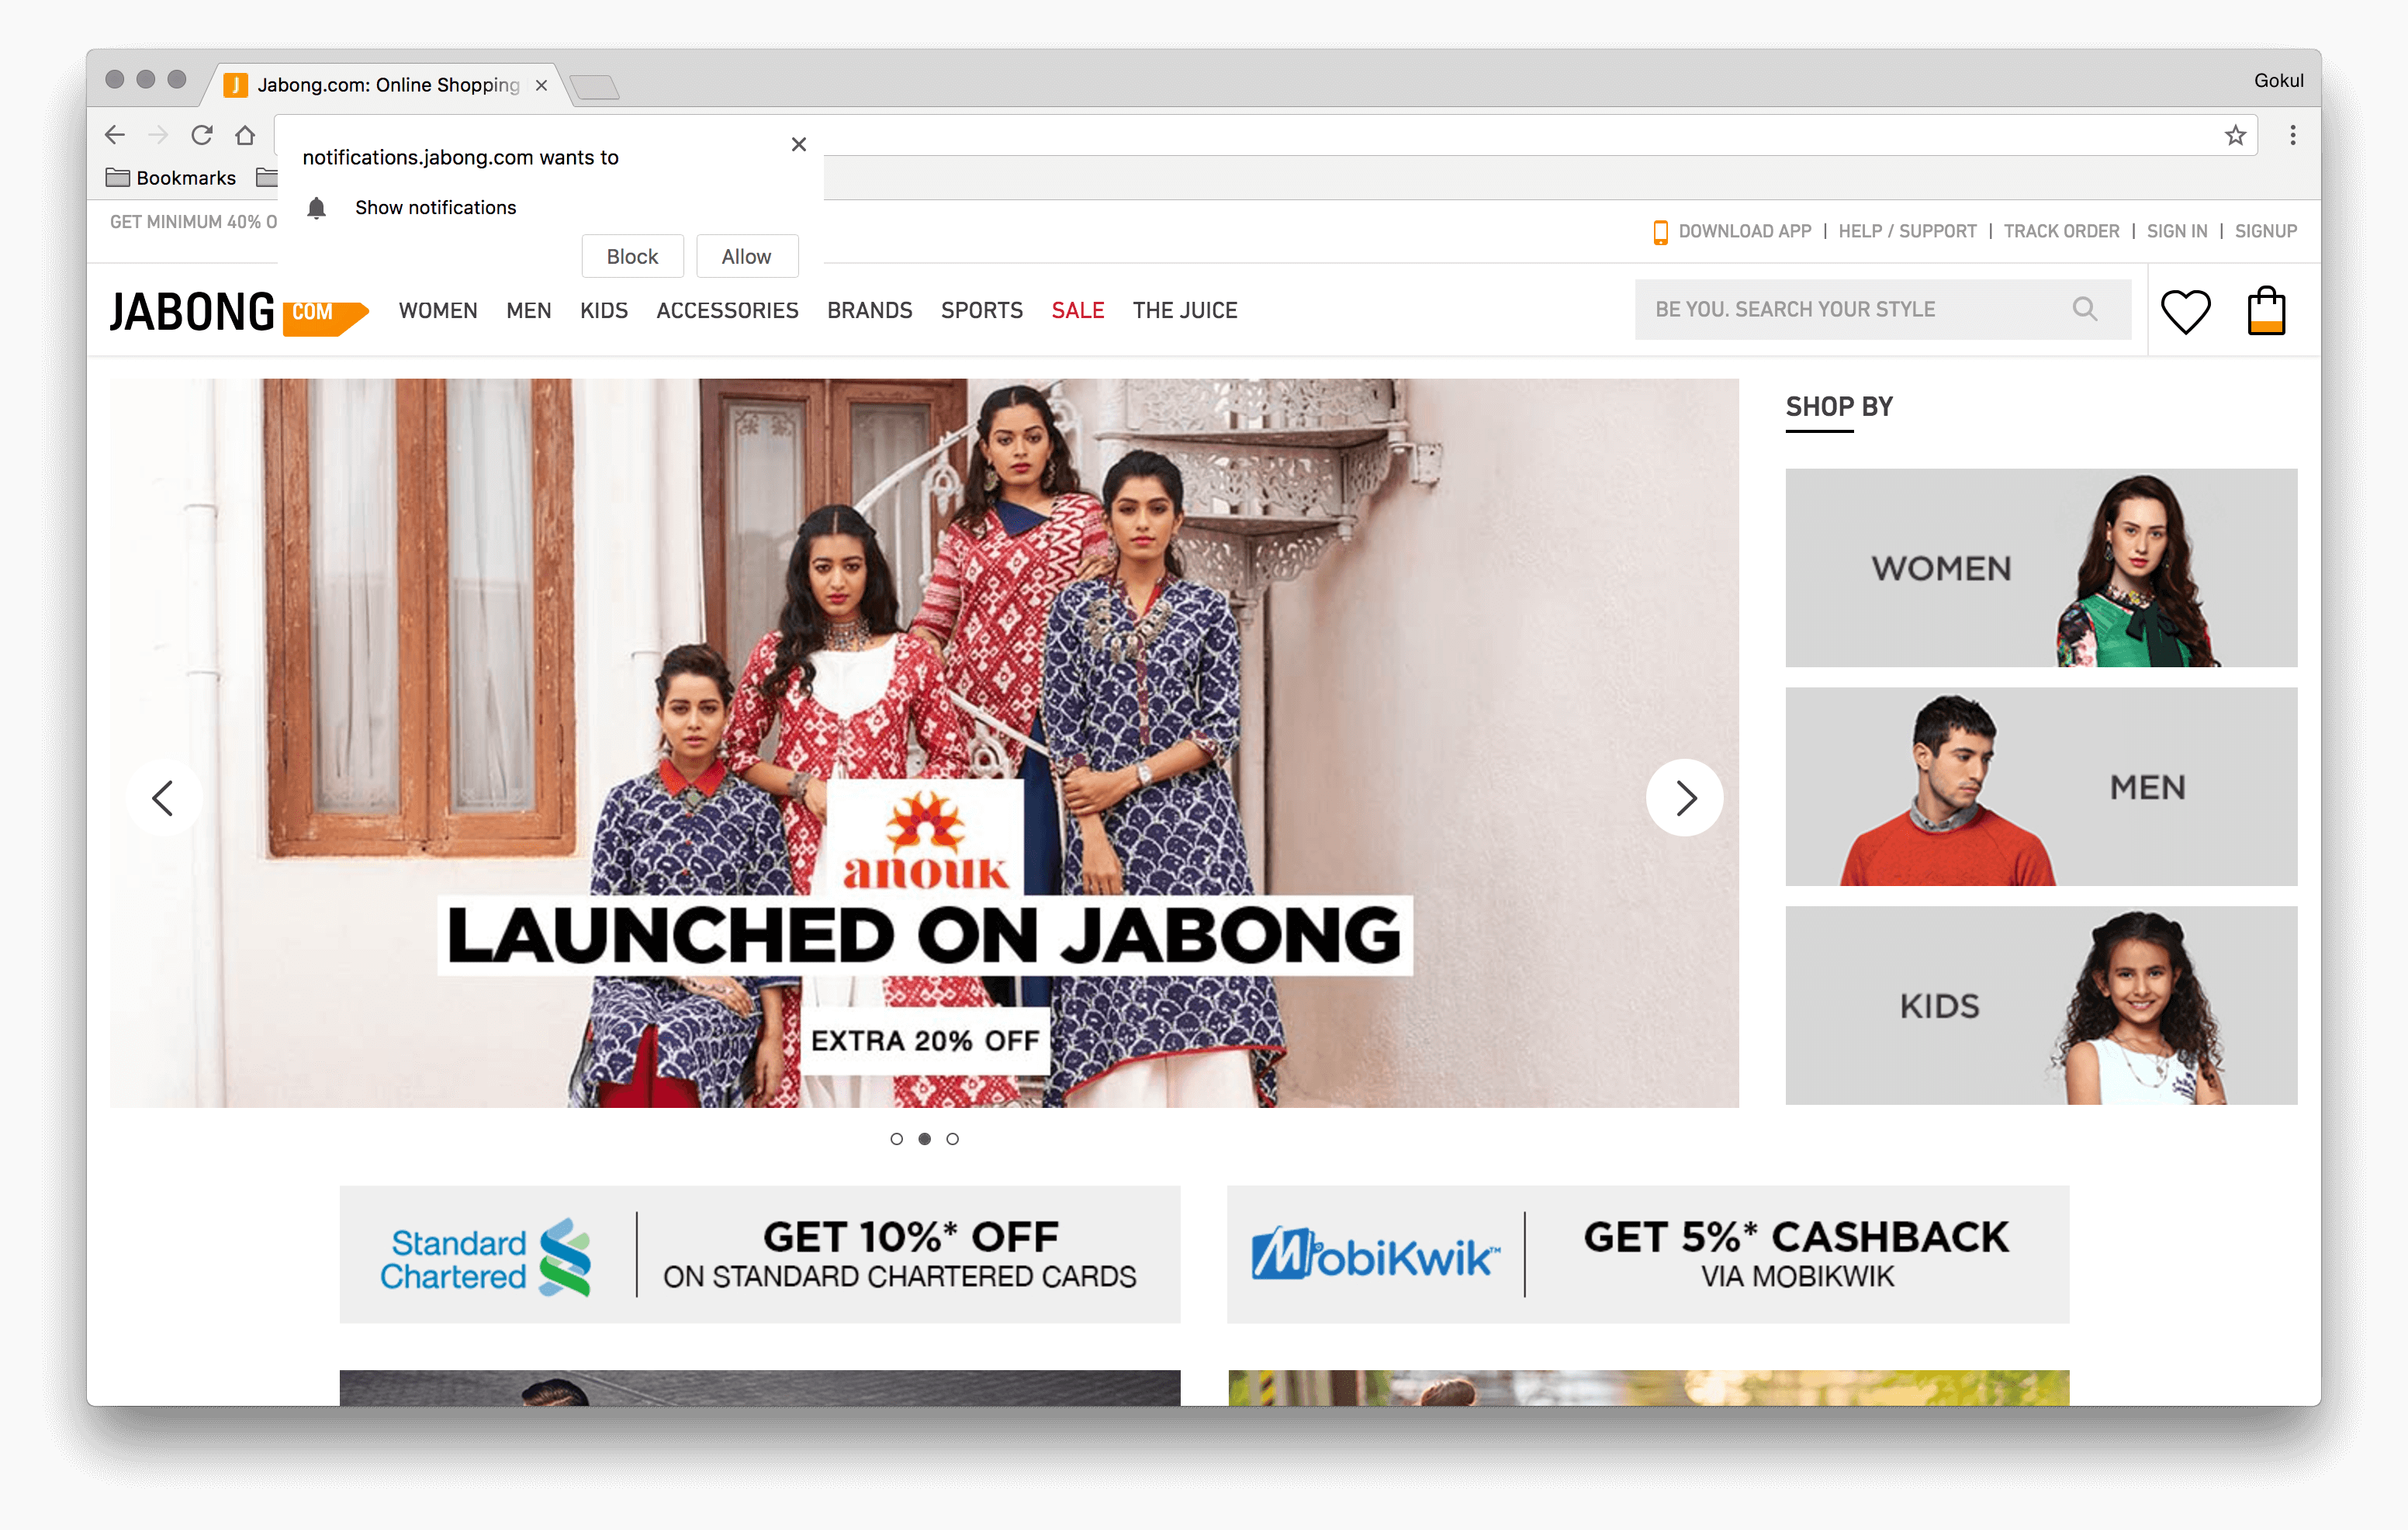 J Jabong.com: Online Shopping
Gokul
Bookmarks
notifications.jabong.com wants to
Show notifications
Block Allow
GET MINIMUM 40% O
DOWNLOAD APP | HELP / SUPPORT | TRACK ORDER | SIGN IN | SIGNUP
JABONG COM WOMEN MEN KIDS ACCESSORIES BRANDS SPORTS SALE THE JUICE
BE YOU. SEARCH YOUR STYLE
SHOP BY
WOMEN
MEN
KIDS
anouk
LAUNCHED ON JABONG
EXTRA 20% OFF
Standard
Chartered
GET 10%* OFF
ON STANDARD CHARTERED CARDS
MobiKwik™
GET 5%* CASHBACK
VIA MOBIKWIK